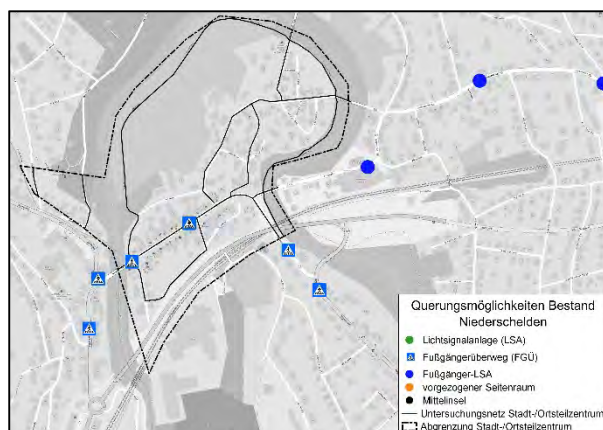 Querungsmöglichkeiten Bestand
Niederschelden
Lichtsignalanlage (LSA)
Fußgängerüberweg (FGÜ)
Fußgänger-LSA
vorgezogener Seitenraum
Mittelinsel
Untersuchungsnetz Stadt-/Ortsteilzentrum
Abgrenzung Stadt-/Ortsteilzentrum